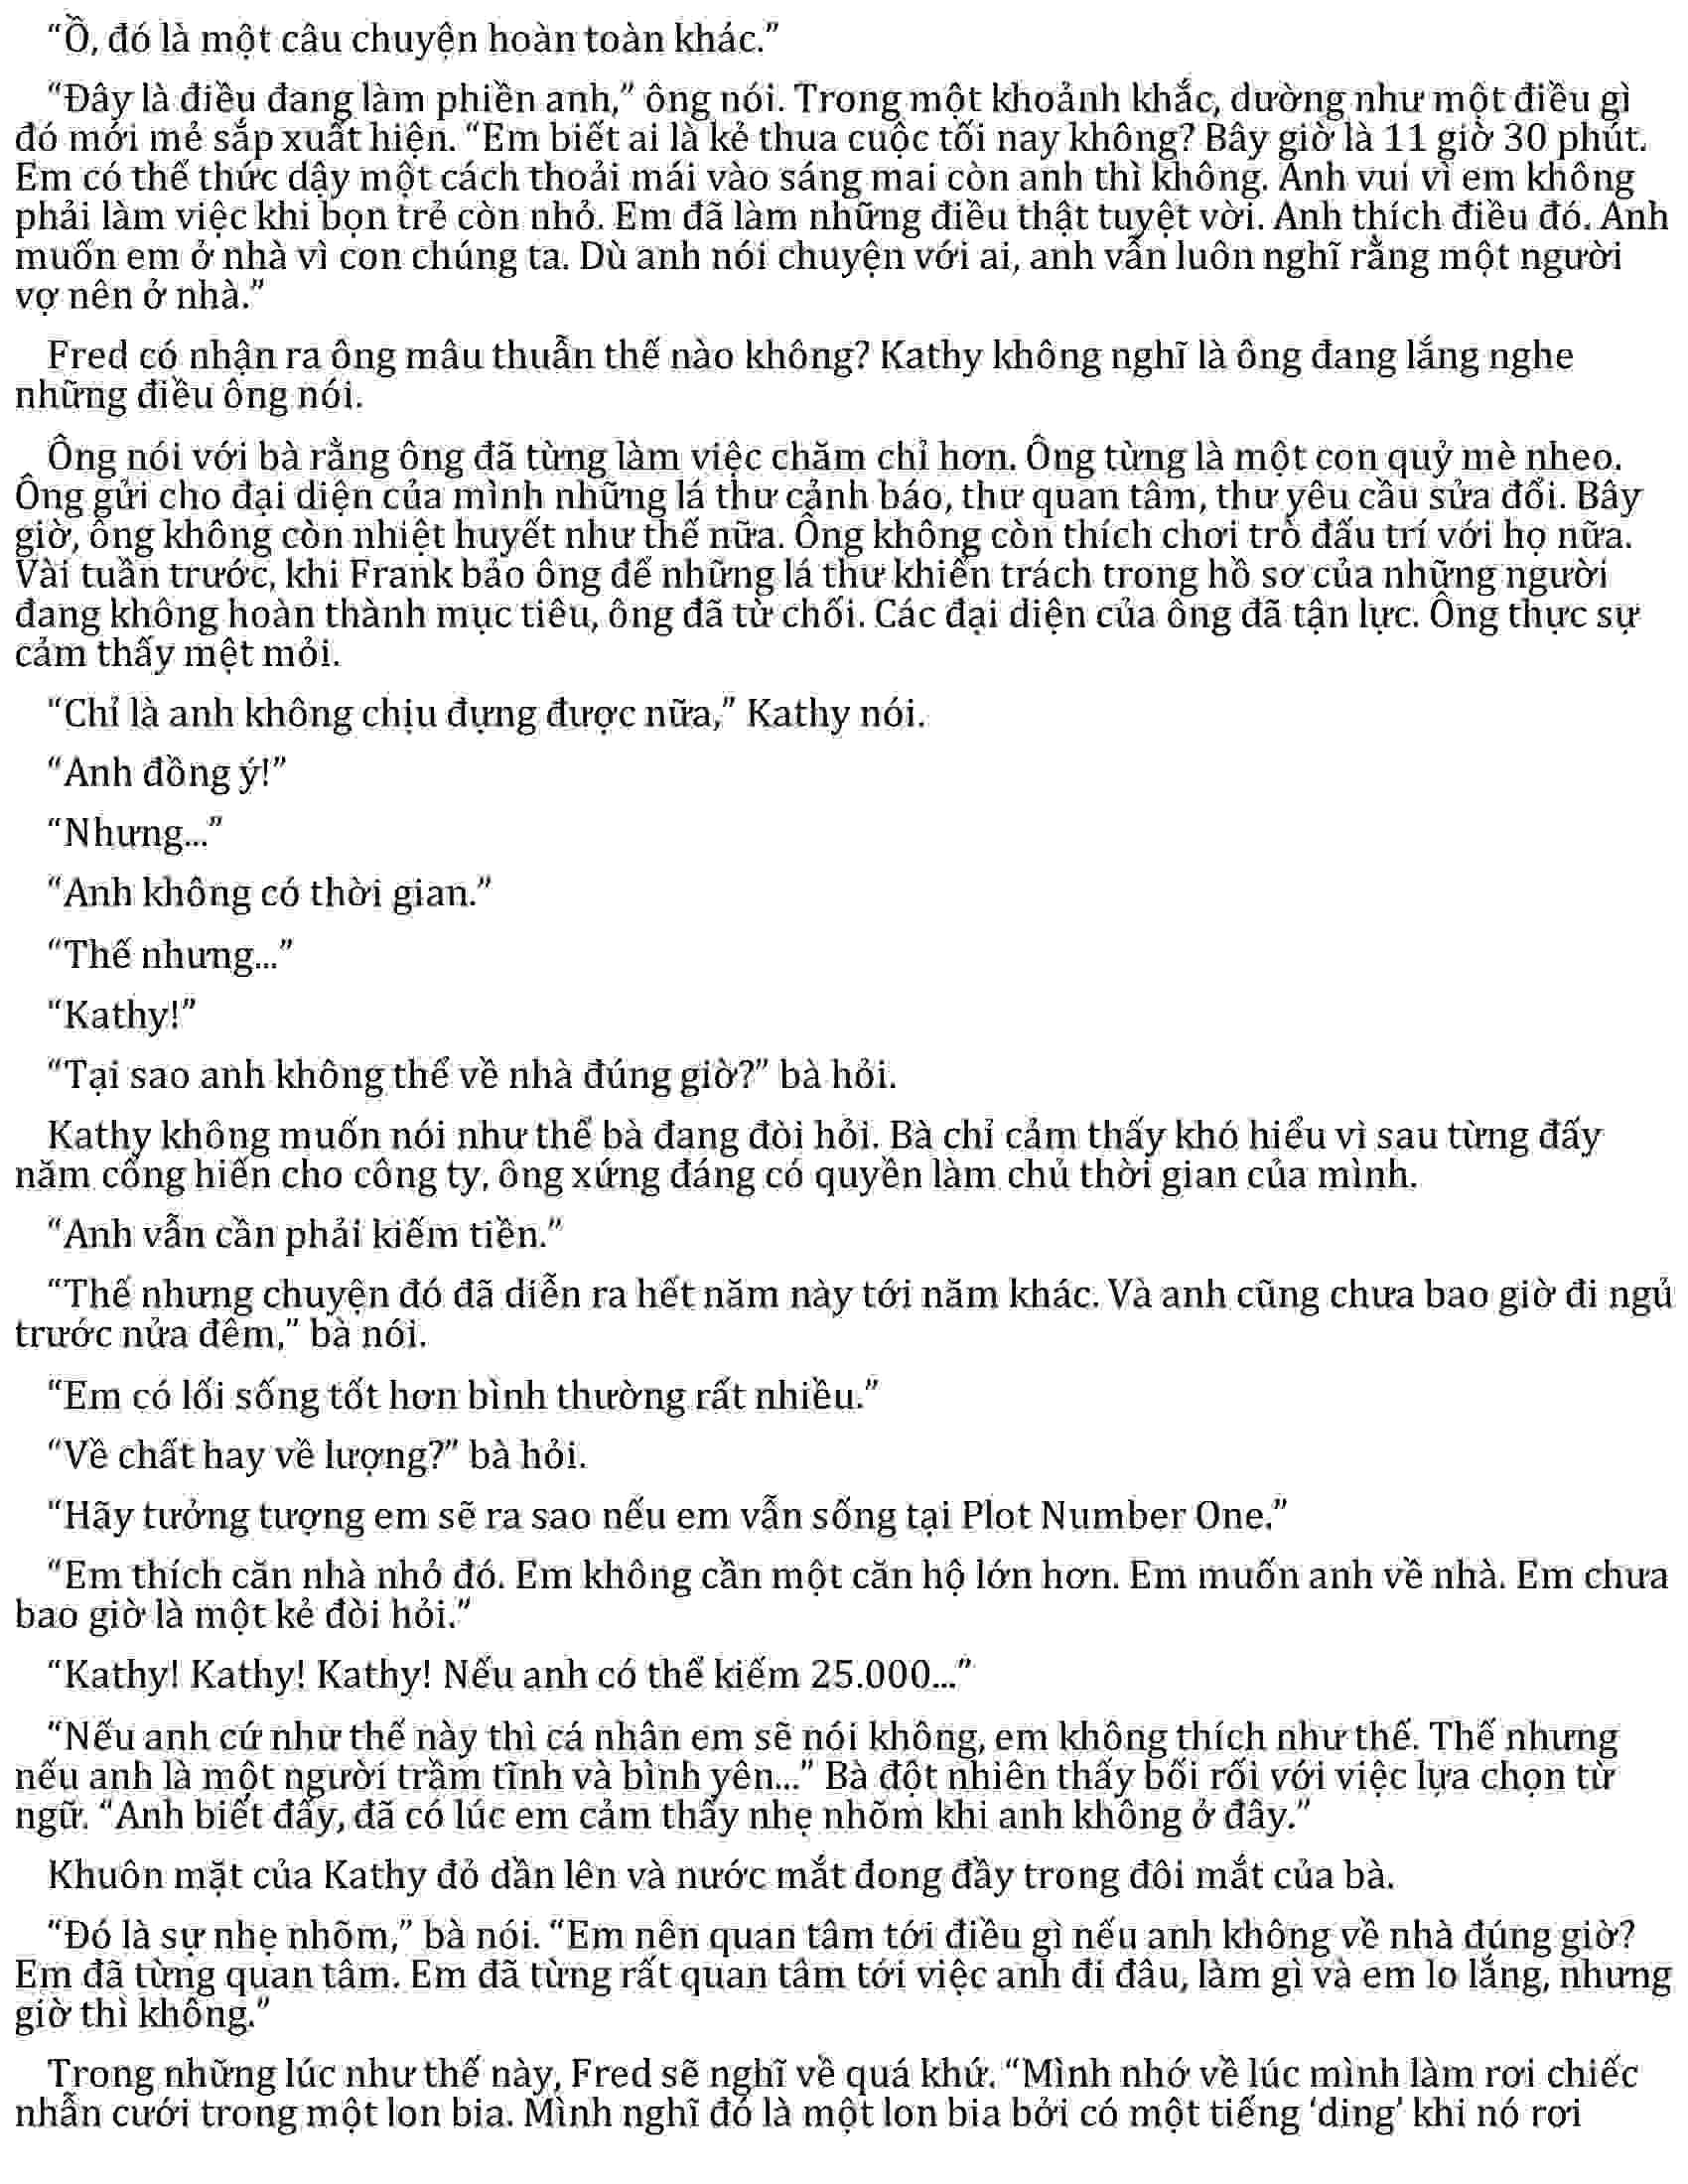 “Ồ, đó là một câu chuyện hoàn toàn khác.”
“Đây là điều đang làm phiền anh,” ông nói. Trong một khoảnh khắc, dường như một điều gì
đó mới mẻ sắp xuất hiện. “Em biết ai là kẻ thua cuộc tối nay không? Bây giờ là 11 giờ 30 phút.
Em có thể thức dậy một cách thoải mái vào sáng mai còn anh thì không. Anh vui vì em không
phải làm việc khi bọn trẻ còn nhỏ. Em đã làm những điều thật tuyệt vời. Anh thích điều đó. Anh
muốn em ở nhà vì con chúng ta. Dù anh nói chuyện với ai, anh vẫn luôn nghĩ rằng một người
vợ nên ở nhà.”
Fred có nhận ra ông mâu thuẫn thế nào không? Kathy không nghĩ là ông đang lắng nghe
những điều ông nói.
Ông nói với bà rằng ông đã từng làm việc chăm chỉ hơn. Ông từng là một con quỷ mè nheo.
Ông gửi cho đại diện của mình những lá thư cảnh báo, thư quan tâm, thư yêu cầu sửa đổi. Bây
giờ, ông không còn nhiệt huyết như thế nữa. Ông không còn thích chơi trò đấu trí với họ nữa.
Vài tuần trước, khi Frank bảo ông để những lá thư khiển trách trong hồ sơ của những người
đang không hoàn thành mục tiêu, ông đã từ chối. Các đại diện của ông đã tận lực. Ông thực sự
cảm thấy mệt mỏi.
“Chỉ là anh không chịu đựng được nữa,” Kathy nói.
“Anh đồng ý!”
“Nhưng...”
“Anh không có thời gian.”
“Thế nhưng...”
“Kathy!”
“Tại sao anh không thể về nhà đúng giờ?” bà hỏi.
Kathy không muốn nói như thể bà đang đòi hỏi. Bà chỉ cảm thấy khó hiểu vì sau từng đấy
năm cống hiến cho công ty, ông xứng đáng có quyền làm chủ thời gian của mình.
“Anh vẫn cần phải kiếm tiền.”
“Thế nhưng chuyện đó đã diễn ra hết năm này tới năm khác. Và anh cũng chưa bao giờ đi ngủ
trước nửa đêm,” bà nói.
“Em có lối sống tốt hơn bình thường rất nhiều.”
“Về chất hay về lượng?” bà hỏi.
“Hãy tưởng tượng em sẽ ra sao nếu em vẫn sống tại Plot Number One.”
“Em thích căn nhà nhỏ đó. Em không cần một căn hộ lớn hơn. Em muốn anh về nhà. Em chưa
bao giờ là một kẻ đòi hỏi.”
“Kathy! Kathy! Kathy! Nếu anh có thể kiếm 25.000...”
“Nếu anh cứ như thế này thì cá nhân em sẽ nói không, em không thích như thế. Thế nhưng
nếu anh là một người trầm tĩnh và bình yên...” Bà đột nhiên thấy bối rối với việc lựa chọn từ
ngữ. “Anh biết đấy, đã có lúc em cảm thấy nhẹ nhõm khi anh không ở đây.”
Khuôn mặt của Kathy đỏ dần lên và nước mắt đong đầy trong đôi mắt của bà.
“Đó là sự nhẹ nhõm,” bà nói. “Em nên quan tâm tới điều gì nếu anh không về nhà đúng giờ?
Em đã từng quan tâm. Em đã từng rất quan tâm tới việc anh đi đâu, làm gì và em lo lắng, nhưng
giờ thì không.”
Trong những lúc như thế này, Fred sẽ nghĩ về quá khứ. “Mình nhớ về lúc mình làm rơi chiếc
nhẫn cưới trong một lon bia. Mình nghĩ đó là một lon bia bởi có một tiếng ‘ding’ khi nó rơi